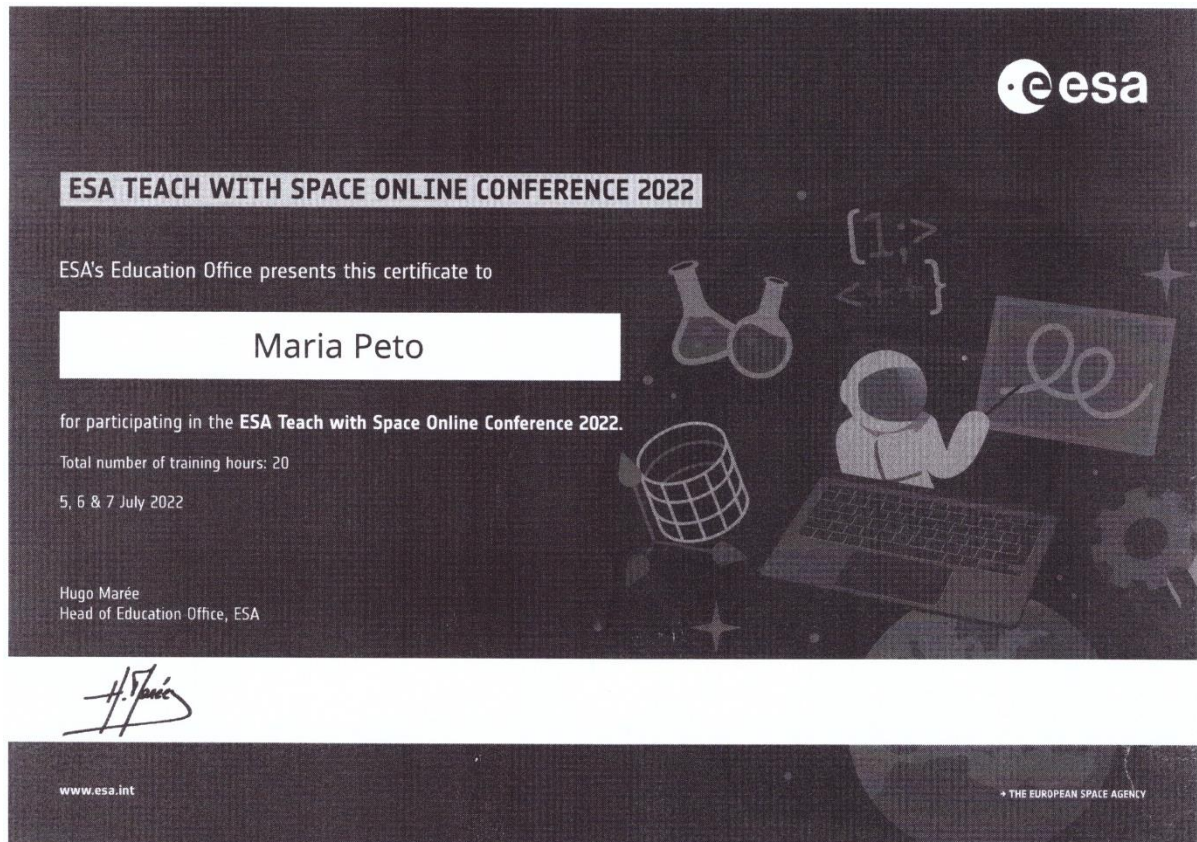 esa
ESA TEACH WITH SPACE ONLINE CONFERENCE 2022
ESA's Education Office presents this certificate to
Maria Peto
for participating in the ESA Teach with Space Online Conference 2022.
Total number of training hours: 20
5, 6 & 7 July 2022
{1;>
<++}
Hugo Marée
Head of Education Office, ESA
H. Marée
www.esa.int
→ THE EUROPEAN SPACE AGENCY